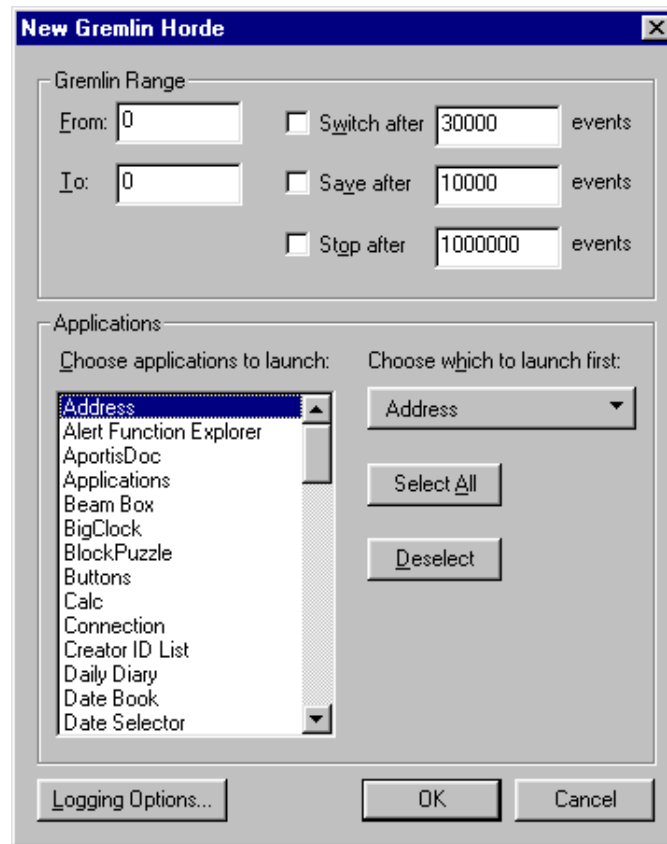 New Gremlin Horde
Gremlin Range
From: 0
Switch after 30000 events
To: 0
Save after 10000 events
Stop after 1000000 events
Applications
Choose applications to launch:
Choose which to launch first:
Address
Alert Function Explorer
AportisDoc
Applications
Beam Box
BigClock
BlockPuzzle
Buttons
Calc
Connection
Creator ID List
Daily Diary
Date Book
Date Selector
Address
Select All
Deselect
Logging Options...
OK
Cancel